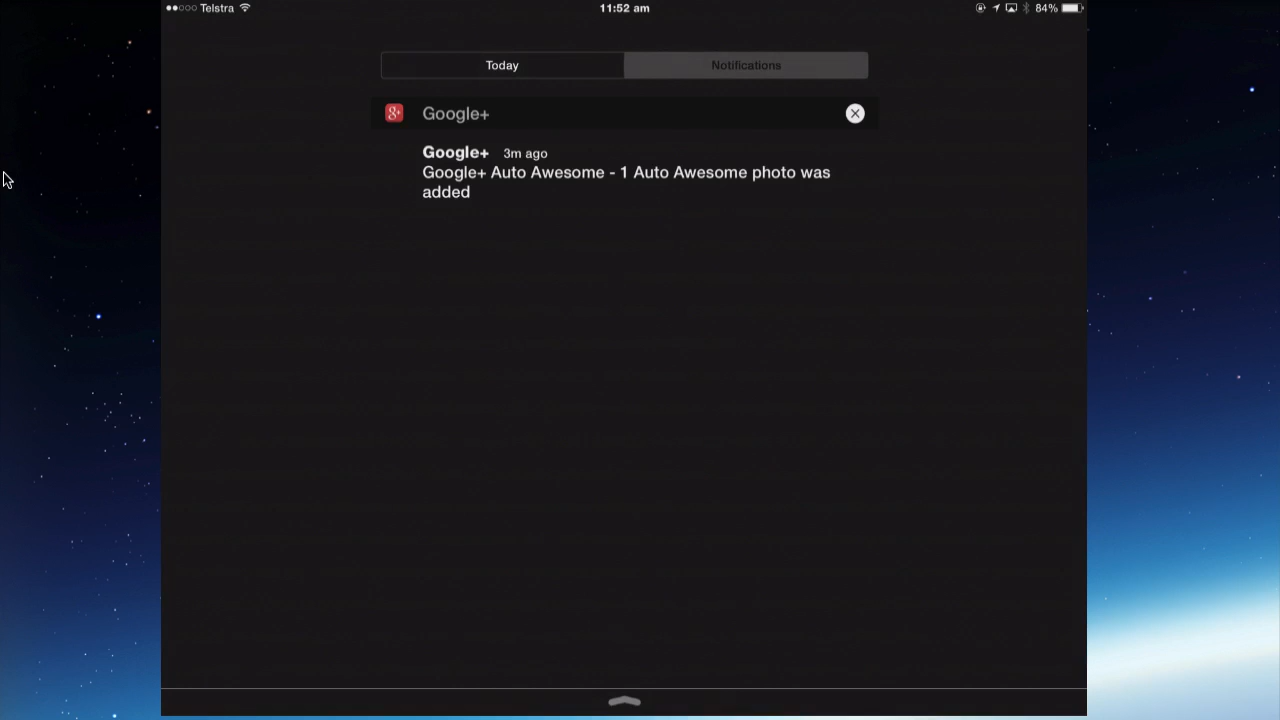 Telstra 11:52 am 84%
Today Notifications
8+ Google+
Google+ 3m ago
Google+ Auto Awesome - 1 Auto Awesome photo was
added